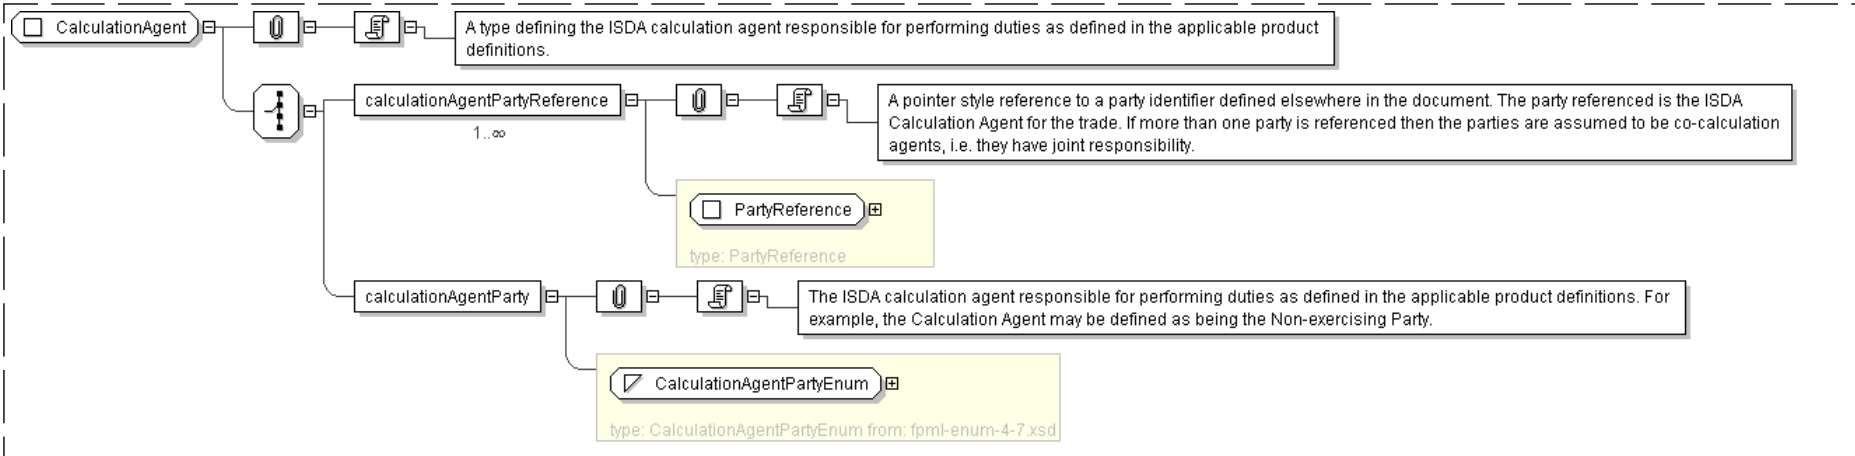 CalculationAgent
A type defining the ISDA calculation agent responsible for performing duties as defined in the applicable product
definitions.
calculationAgentPartyReference
1..∞
A pointer style reference to a party identifier defined elsewhere in the document. The party referenced is the ISDA
Calculation Agent for the trade. If more than one party is referenced then the parties are assumed to be co-calculation
agents, i.e. they have joint responsibility.
PartyReference
type: PartyReference
calculationAgentParty
The ISDA calculation agent responsible for performing duties as defined in the applicable product definitions. For
example, the Calculation Agent may be defined as being the Non-exercising Party.
CalculationAgentPartyEnum
type: CalculationAgentPartyEnum from: fpml-enum-4-7.xsd